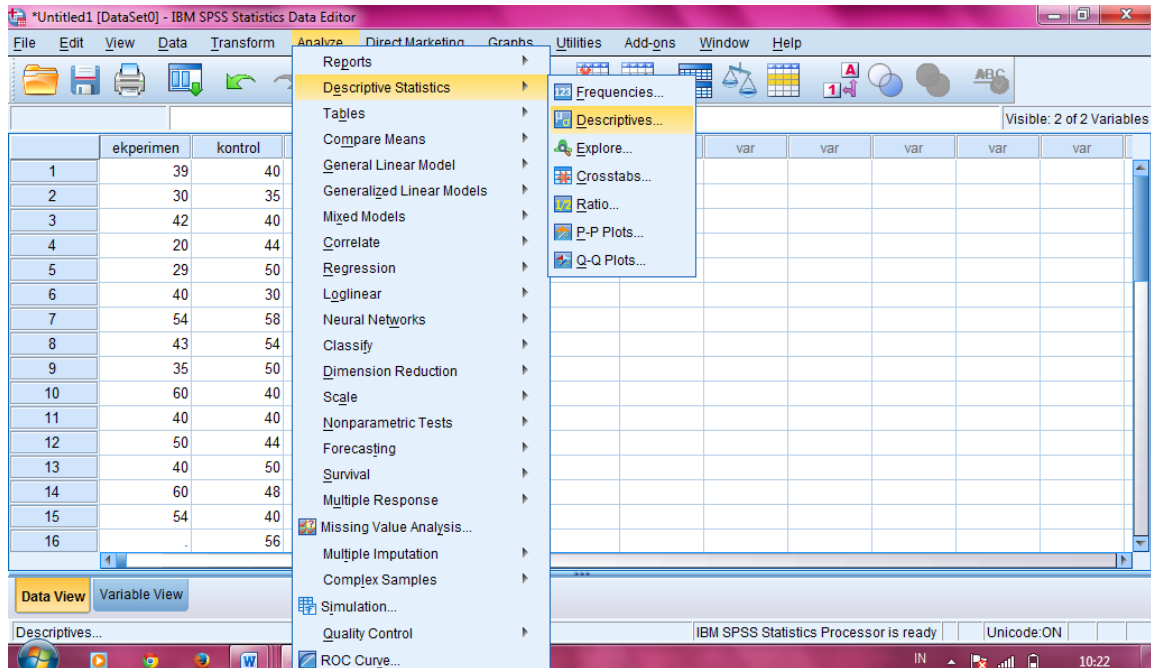 *Untitled1 [DataSet0] - IBM SPSS Statistics Data Editor
File Edit View Data Transform Analyze Direct Marketing Graphs Utilities Add-ons Window Help
Visible: 2 of 2 Variables
ekperimen kontrol var var var var var
1 39 40
2 30 35
3 42 40
4 20 44
5 29 50
6 40 30
7 54 58
8 43 54
9 35 50
10 60 40
11 40 40
12 50 44
13 40 50
14 60 48
15 54 40
16 . 56
Reports
Descriptive Statistics
Tables
Compare Means
General Linear Model
Generalized Linear Models
Mixed Models
Correlate
Regression
Loglinear
Neural Networks
Classify
Dimension Reduction
Scale
Nonparametric Tests
Forecasting
Survival
Multiple Response
Missing Value Analysis...
Multiple Imputation
Complex Samples
Simulation...
Quality Control
ROC Curve...
123 Frequencies...
Descriptives...
Explore...
Crosstabs...
1/2 Ratio...
P-P Plots...
Q-Q Plots...
A
1
ABC
Data View Variable View
Descriptives...
IBM SPSS Statistics Processor is ready Unicode:ON
W
IN 10:22